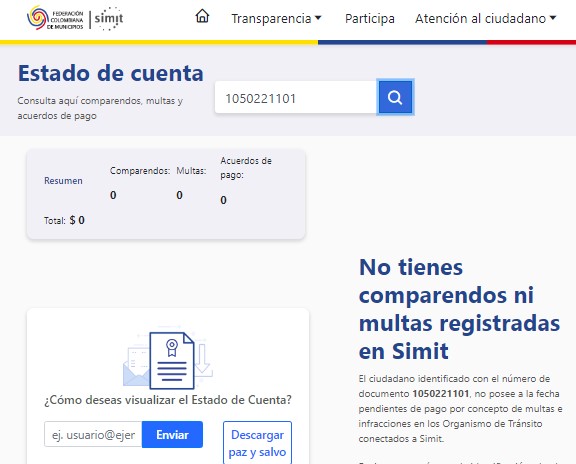 FEDERACIÓN
COLOMBIANA
DE MUNICIPIOS
simit
Transparencia
Participa
Atención al ciudadano
Estado de cuenta
Consulta aquí comparendos, multas y
acuerdos de pago
1050221101
Resumen
Comparendos:
0
Multas:
0
Acuerdos de
pago:
0
Total: $ 0
No tienes
comparendos ni
multas registradas
en Simit
El ciudadano identificado con el número de
documento 1050221101, no posee a la fecha
pendientes de pago por concepto de multas e
infracciones en los Organismo de Tránsito
conectados a Simit.
¿Cómo deseas visualizar el Estado de Cuenta?
ej. usuario@ejer
Enviar
Descargar
paz y salvo